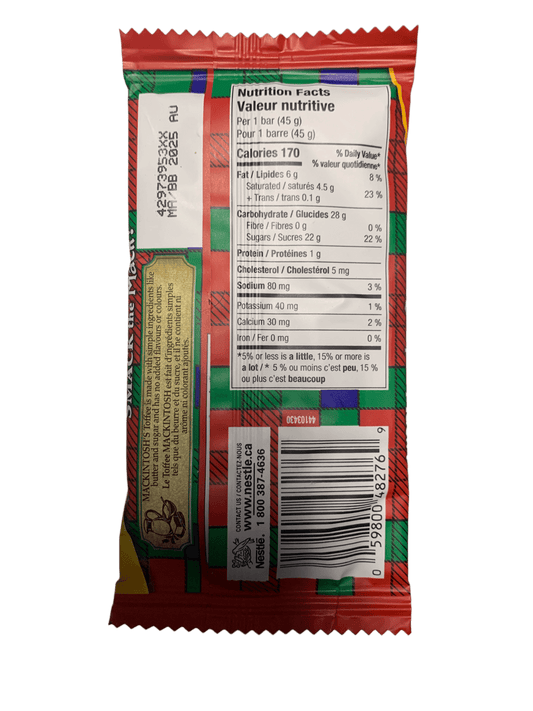 Nutrition Facts
Valeur nutritive
Per 1 bar (45 g)
Pour 1 barre (45 g)
Calories 170
% Daily Value*
% valeur quotidienne*
Fat / Lipides 6 g 8 %
Saturated / saturés 4.5 g
+ Trans / trans 0.1 g 23 %
Carbohydrate / Glucides 28 g
Fibre / Fibres 0 g 0 %
Sugars / Sucres 22 g 22 %
Protein / Protéines 1 g
Cholesterol / Cholestérol 5 mg
Sodium 80 mg 3 %
Potassium 40 mg 1 %
Calcium 30 mg 2 %
Iron / Fer 0 mg 0 %
*5% or less is a little, 15% or more is
a lot / * 5 % ou moins c'est peu, 15 %
ou plus c'est beaucoup
44103430
CONTACT US / CONTACTEZ-NOUS
www.nestle.ca
Nestlé. 1 800 387-4636
0 59800 48276 9
42973953XX
MA/BB 2025 AU
SMACK the Mack!
MACKINTOSH'S Toffee is made with simple ingredients like
butter and sugar and has no added flavours or colours.
Le Toffee MACKINTOSH est fait d'ingrédients simples
tels que du beurre et du sucre, et il ne contient ni
arôme ni colorant ajoutés.